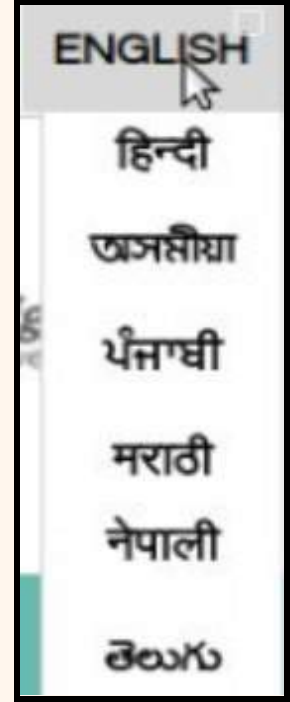 ENGLISH
हिन्दी
অসমীয়া
ਪੰਜਾਬੀ
मराठी
नेपाली
తెలుగు